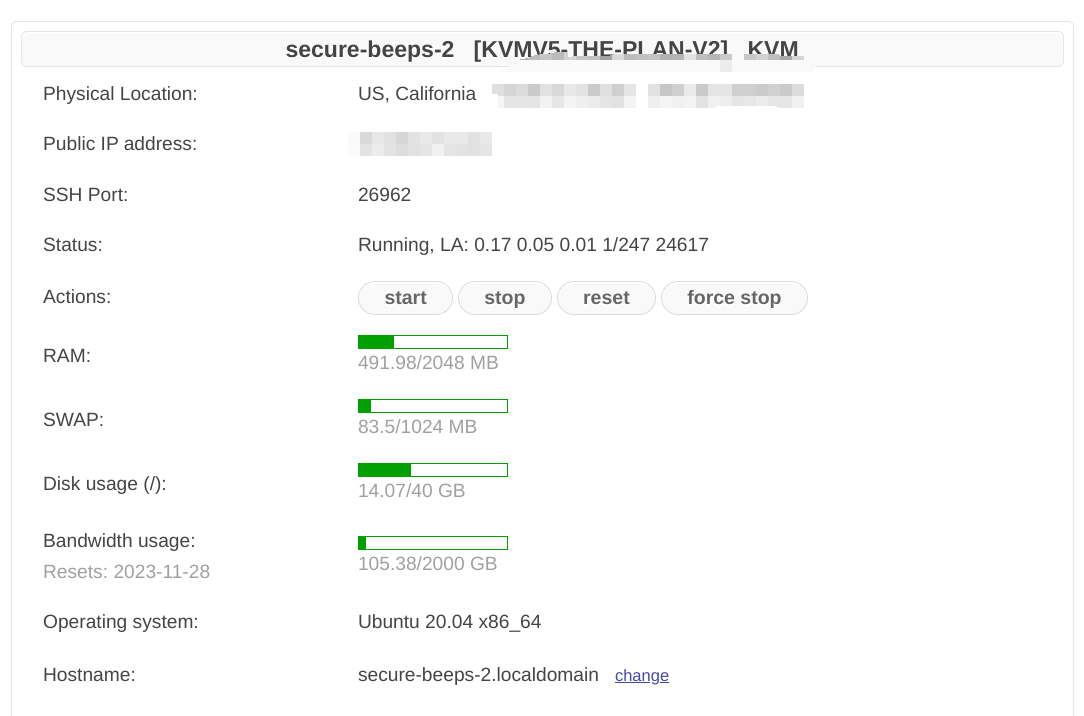 secure-beeps-2 [KVMV5-THE-PLAN-V2] KVM
Physical Location: US, California
Public IP address:
SSH Port: 26962
Status: Running, LA: 0.17 0.05 0.01 1/247 24617
Actions: start stop reset force stop
RAM: 491.98/2048 MB
SWAP: 83.5/1024 MB
Disk usage (/): 14.07/40 GB
Bandwidth usage: 105.38/2000 GB
Resets: 2023-11-28
Operating system: Ubuntu 20.04 x86_64
Hostname: secure-beeps-2.localdomain change